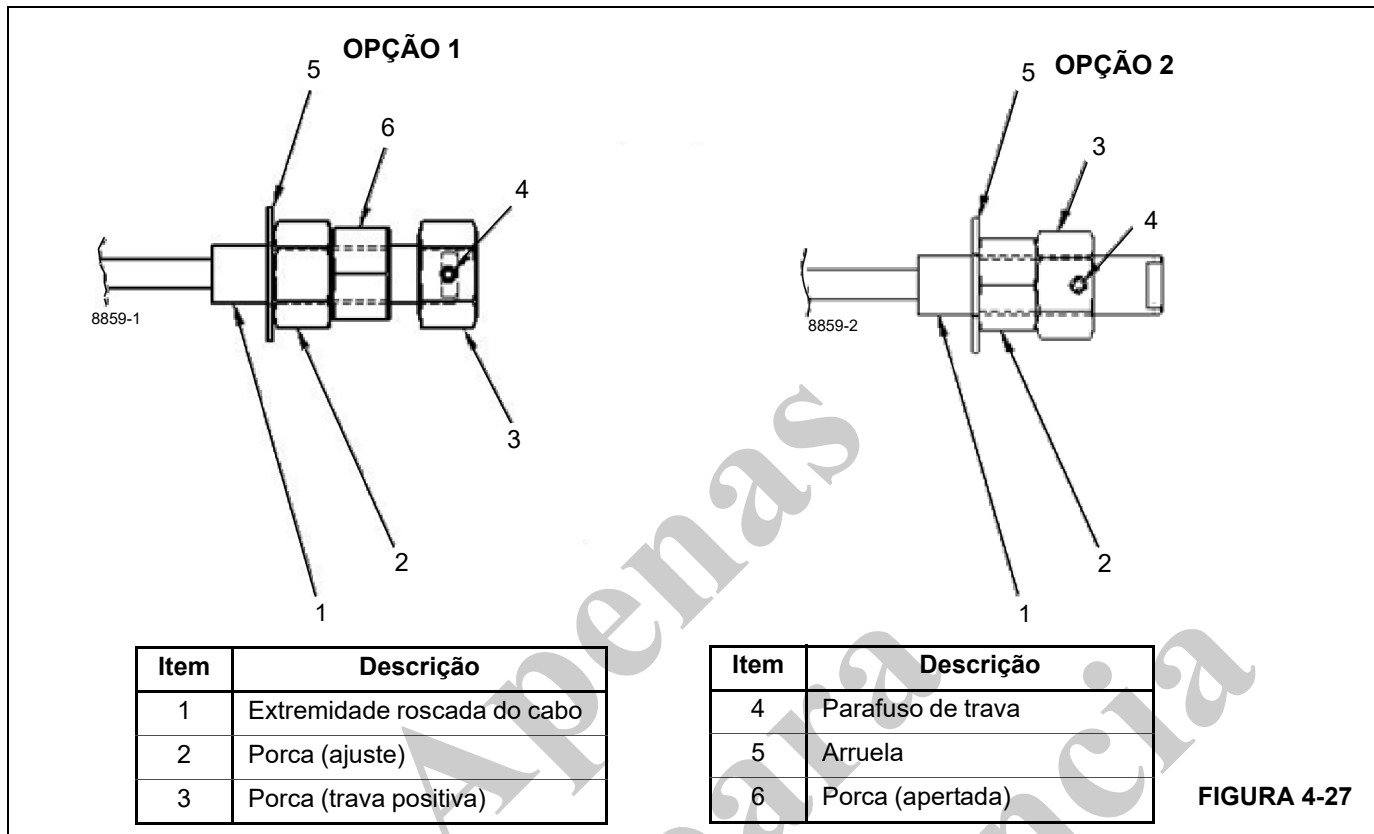 OPÇÃO 1
5
6
4
8859-1
3
2
1
OPÇÃO 2
5
3
4
8859-2
2
1
Item Descrição
1 Extremidade roscada do cabo
2 Porca (ajuste)
3 Porca (trava positiva)
Item Descrição
4 Parafuso de trava
5 Arruela
6 Porca (apertada)
FIGURA 4-27
Apenas
para